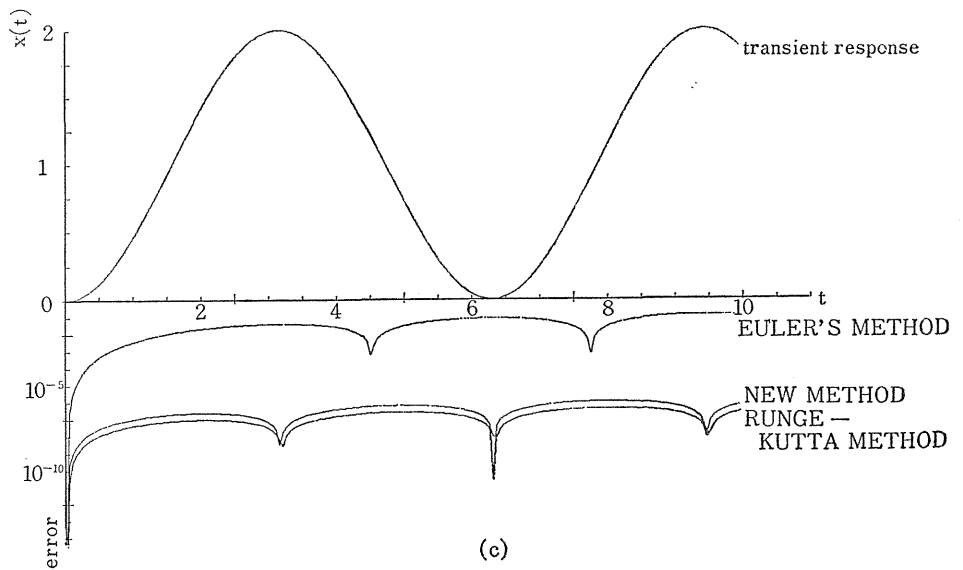 x(t)
2
transient response
1
0
2
4
6
8
10
t
EULER'S METHOD
10⁻⁵
NEW METHOD
RUNGE—
KUTTA METHOD
10⁻¹⁰
error
(c)